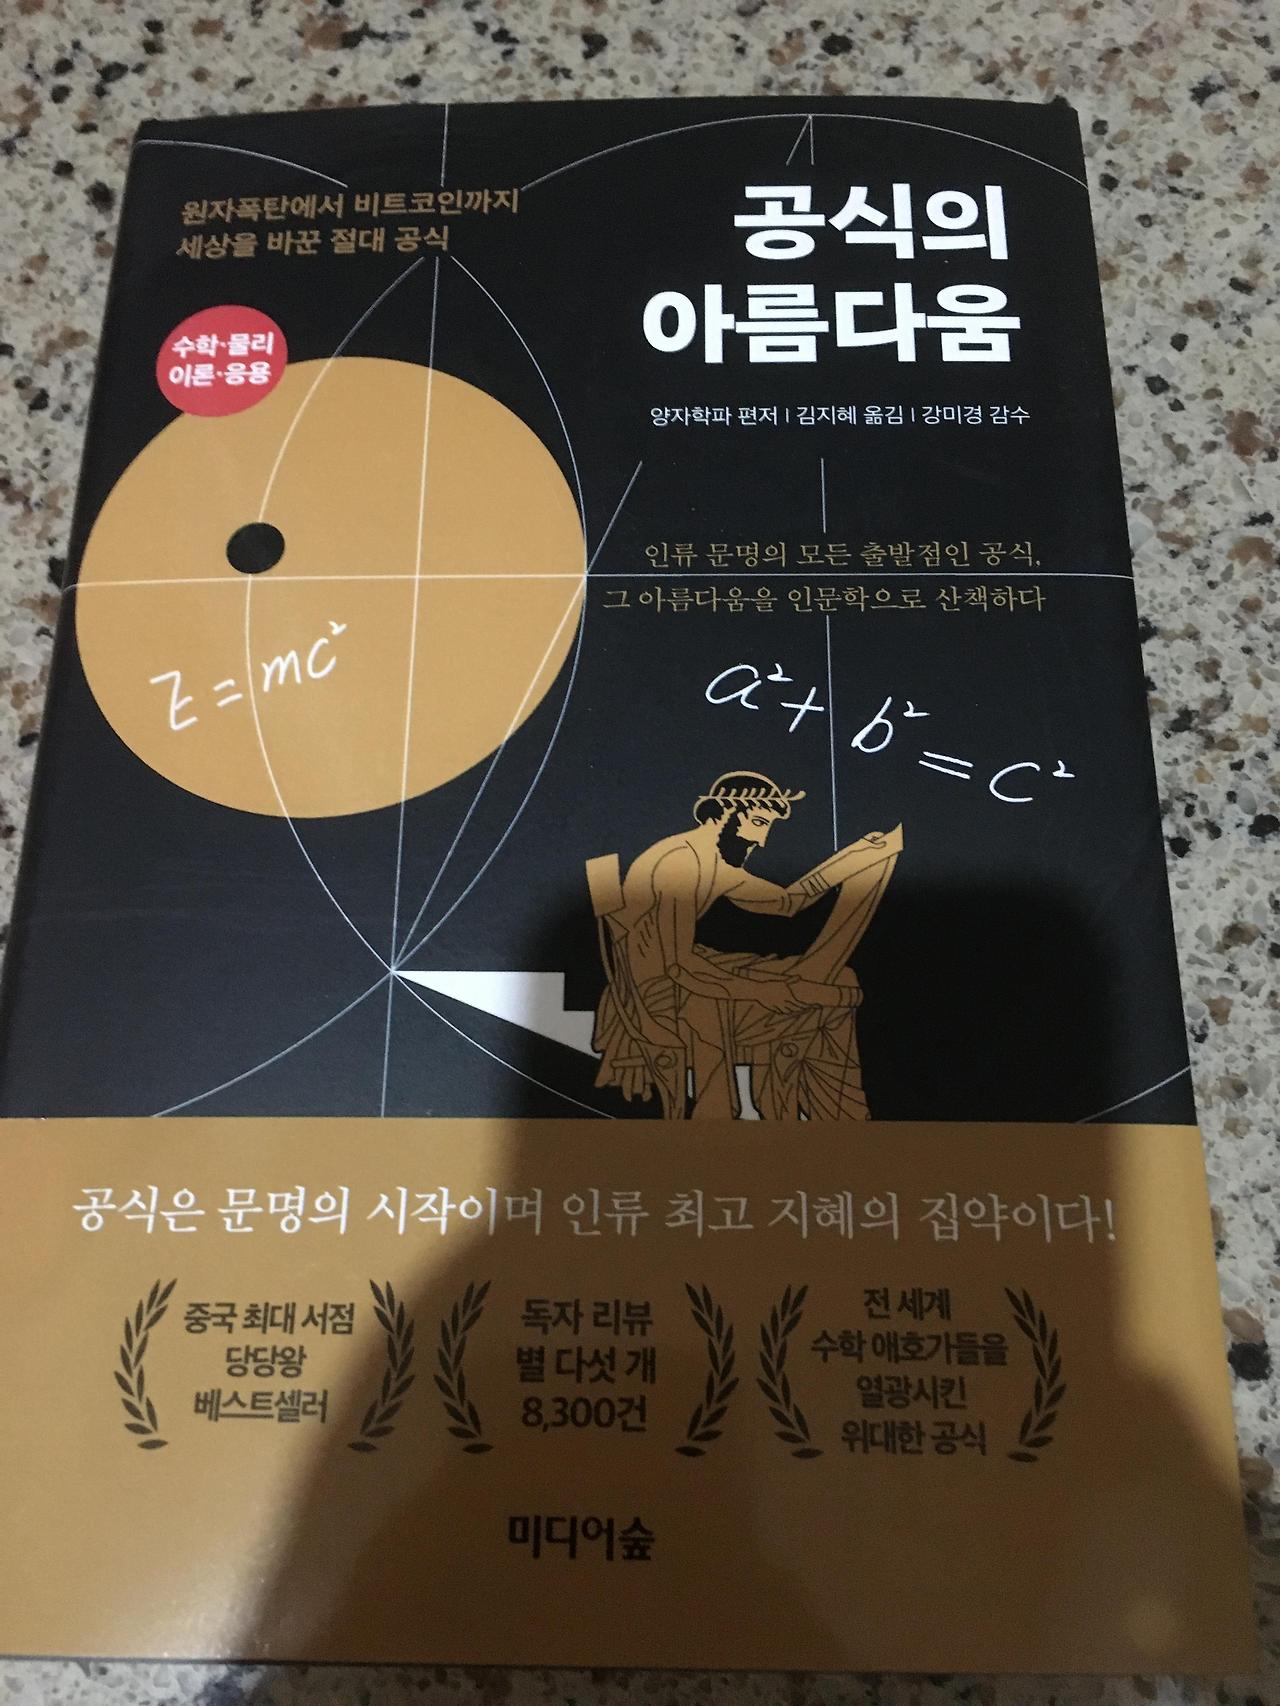 원자폭탄에서 비트코인까지
세상을 바꾼 절대 공식
수학·물리
이론·응용
공식의
아름다움
양자학파 편저 | 김지혜 옮김 | 강미경 감수
인류 문명의 모든 출발점인 공식,
그 아름다움을 인문학으로 산책하다
E=mc²
a²+b²=c²
공식은 문명의 시작이며 인류 최고 지혜의 집약이다!
중국 최대 서점
당당왕
베스트셀러
독자 리뷰
별 다섯 개
8,300건
전 세계
수학 애호가들을
열광시킨
위대한 공식
미디어숲